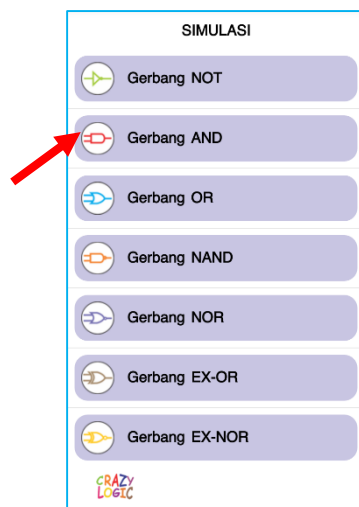 SIMULASI
Gerbang NOT
Gerbang AND
Gerbang OR
Gerbang NAND
Gerbang NOR
Gerbang EX-OR
Gerbang EX-NOR
CRAZY
LOGIC